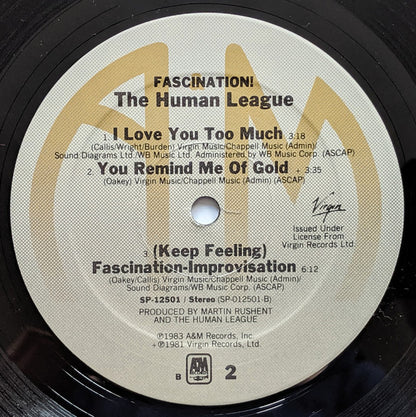 A&M
FASCINATION!
The Human League
1. I Love You Too Much 3:18
(Callis/Wright/Burden) Virgin Music/Chappell Music (Admin)/
Sound Diagrams Ltd./WB Music Ltd. Administered by WB Music Corp. (ASCAP)
2. You Remind Me Of Gold + 3:35
(Oakey) Virgin Music/Chappell Music (Admin) (ASCAP)
Virgin
Issued Under
License From
Virgin Records Ltd.
3. (Keep Feeling)
Fascination-Improvisation 6:12
(Oakey/Callis) Virgin Music/Chappell Music (Admin)/
Sound Diagrams/WB Music Corp. (ASCAP)
SP-12501 / Stereo (SP-012501-B)
PRODUCED BY MARTIN RUSHENT
AND THE HUMAN LEAGUE
℗1983 A&M Records, Inc.
+℗1981 Virgin Records, Ltd.
B A&M 2